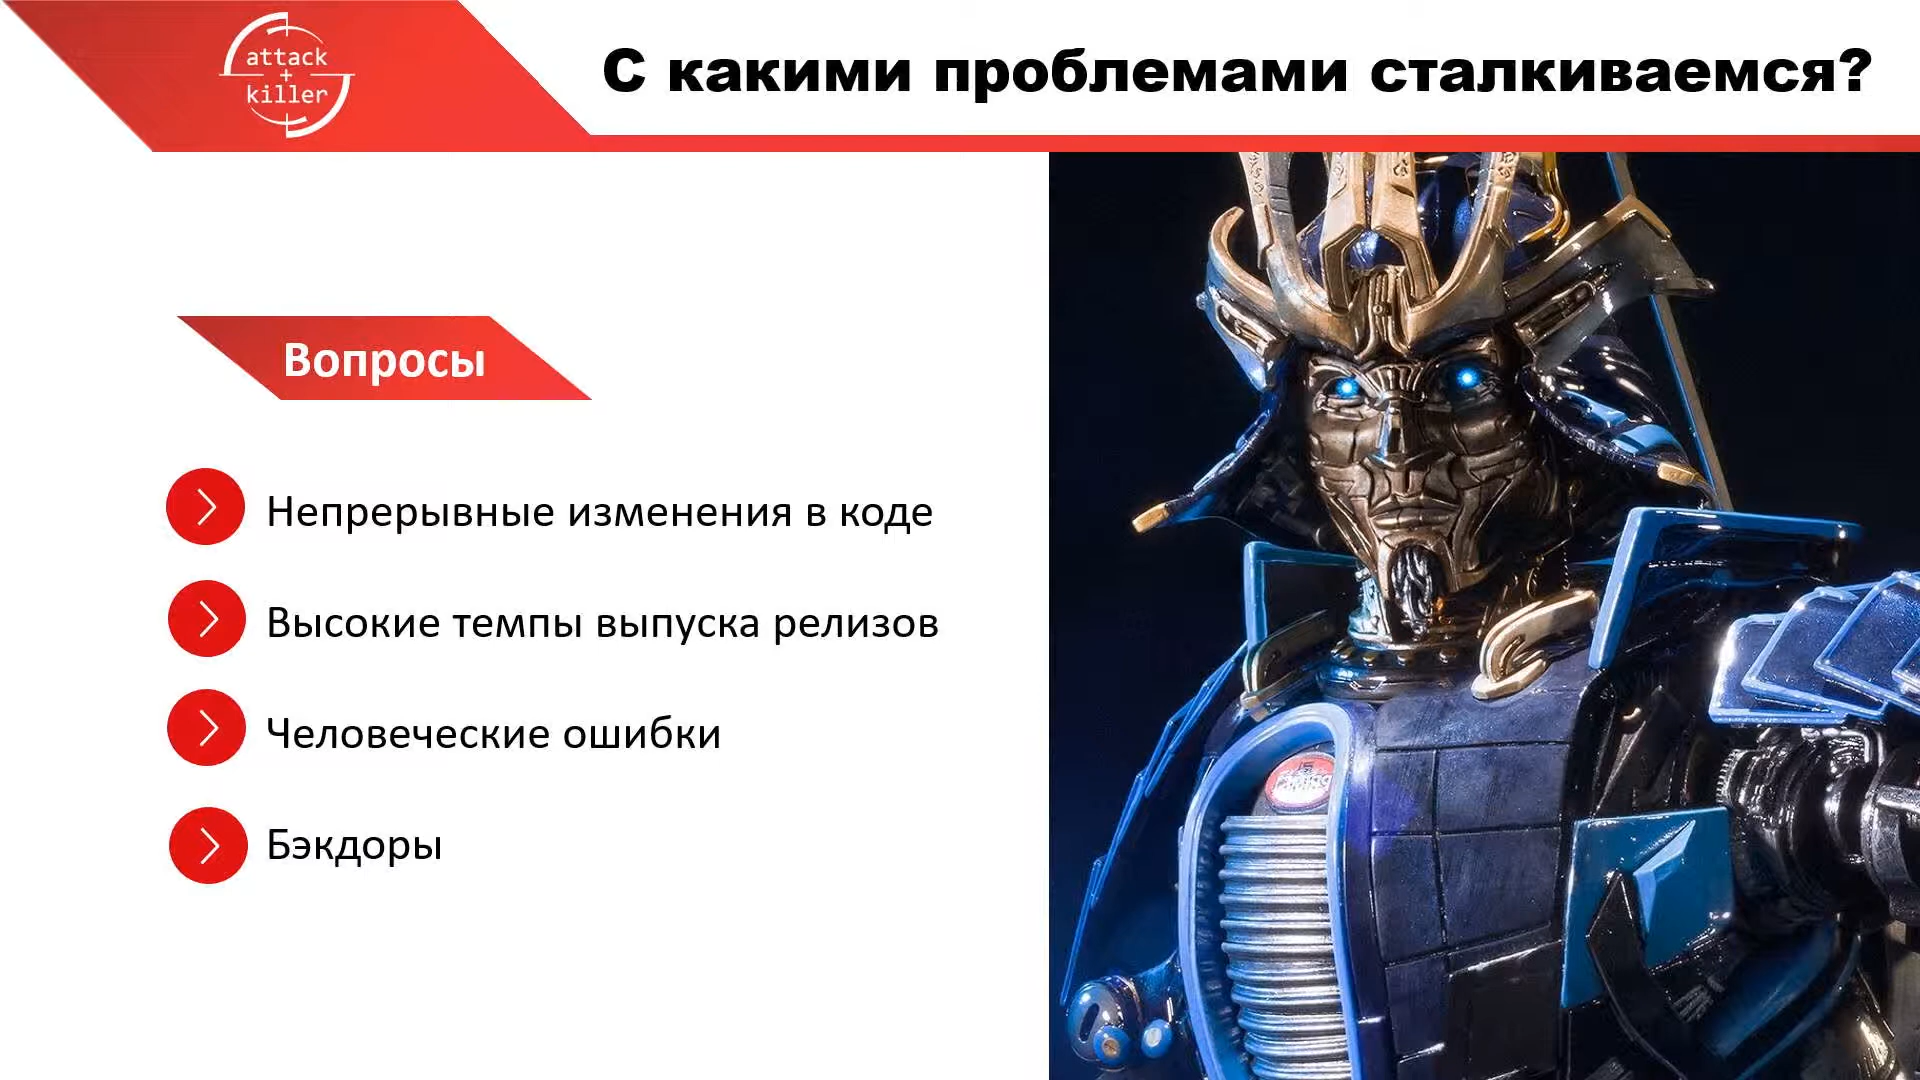 attack
+
killer
С какими проблемами сталкиваемся?
Вопросы
Непрерывные изменения в коде
Высокие темпы выпуска релизов
Человеческие ошибки
Бэкдоры